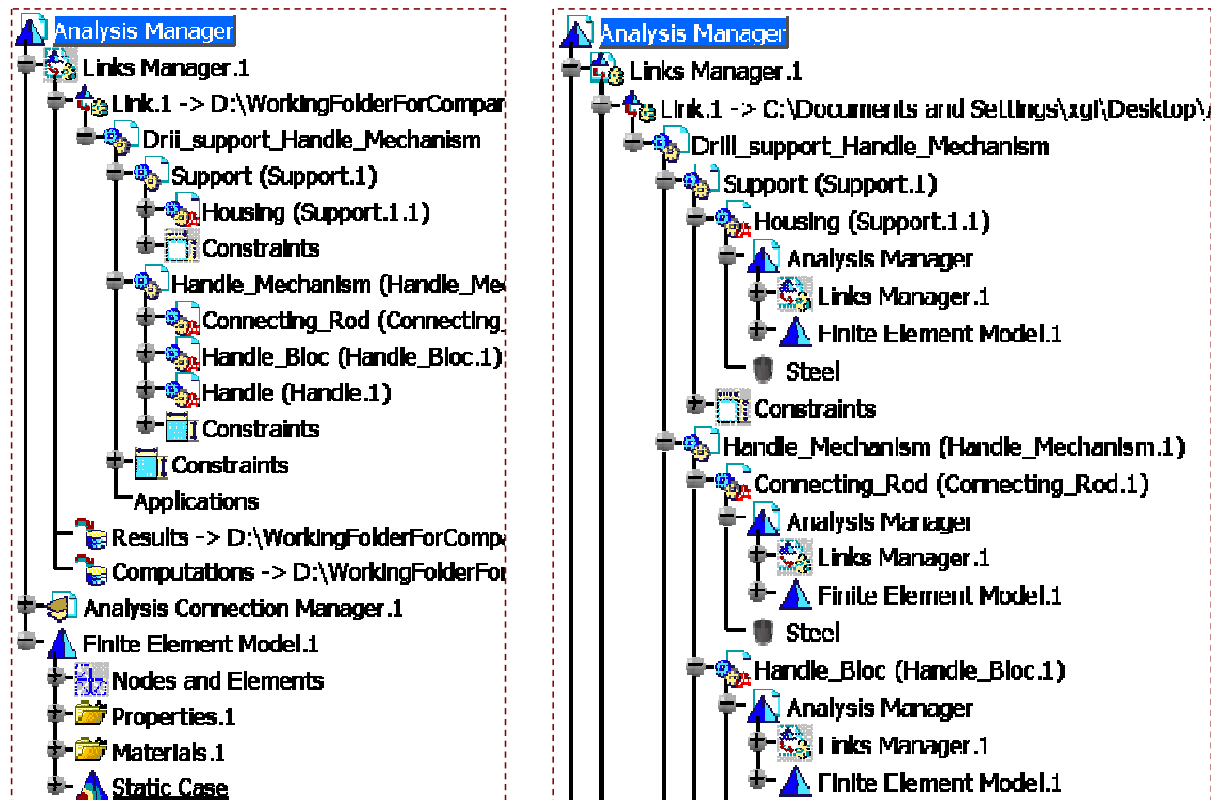 Analysis Manager
Links Manager.1
Link.1 -> D:\WorkingFolderForCompar
Drii_support_Handle_Mechanism
Support (Support.1)
Housing (Support.1.1)
Constraints
Handle_Mechanism (Handle_Mec
Connecting_Rod (Connecting_
Handle_Bloc (Handle_Bloc.1)
Handle (Handle.1)
Constraints
Constraints
Applications
Results -> D:\WorkingFolderForComp
Computations -> D:\WorkingFolderFor
Analysis Connection Manager.1
Finite Element Model.1
Nodes and Elements
Properties.1
Materials.1
Static Case
Analysis Manager
Links Manager.1
Link.1 -> C:\Documents and Settings\xgl\Desktop\
Drill_support_Handle_Mechanism
Support (Support.1)
Housing (Support.1.1)
Analysis Manager
Links Manager.1
Finite Element Model.1
Steel
Constraints
Handle_Mechanism (Handle_Mechanism.1)
Connecting_Rod (Connecting_Rod.1)
Analysis Manager
Links Manager.1
Finite Element Model.1
Steel
Handle_Bloc (Handle_Bloc.1)
Analysis Manager
Links Manager.1
Finite Element Model.1